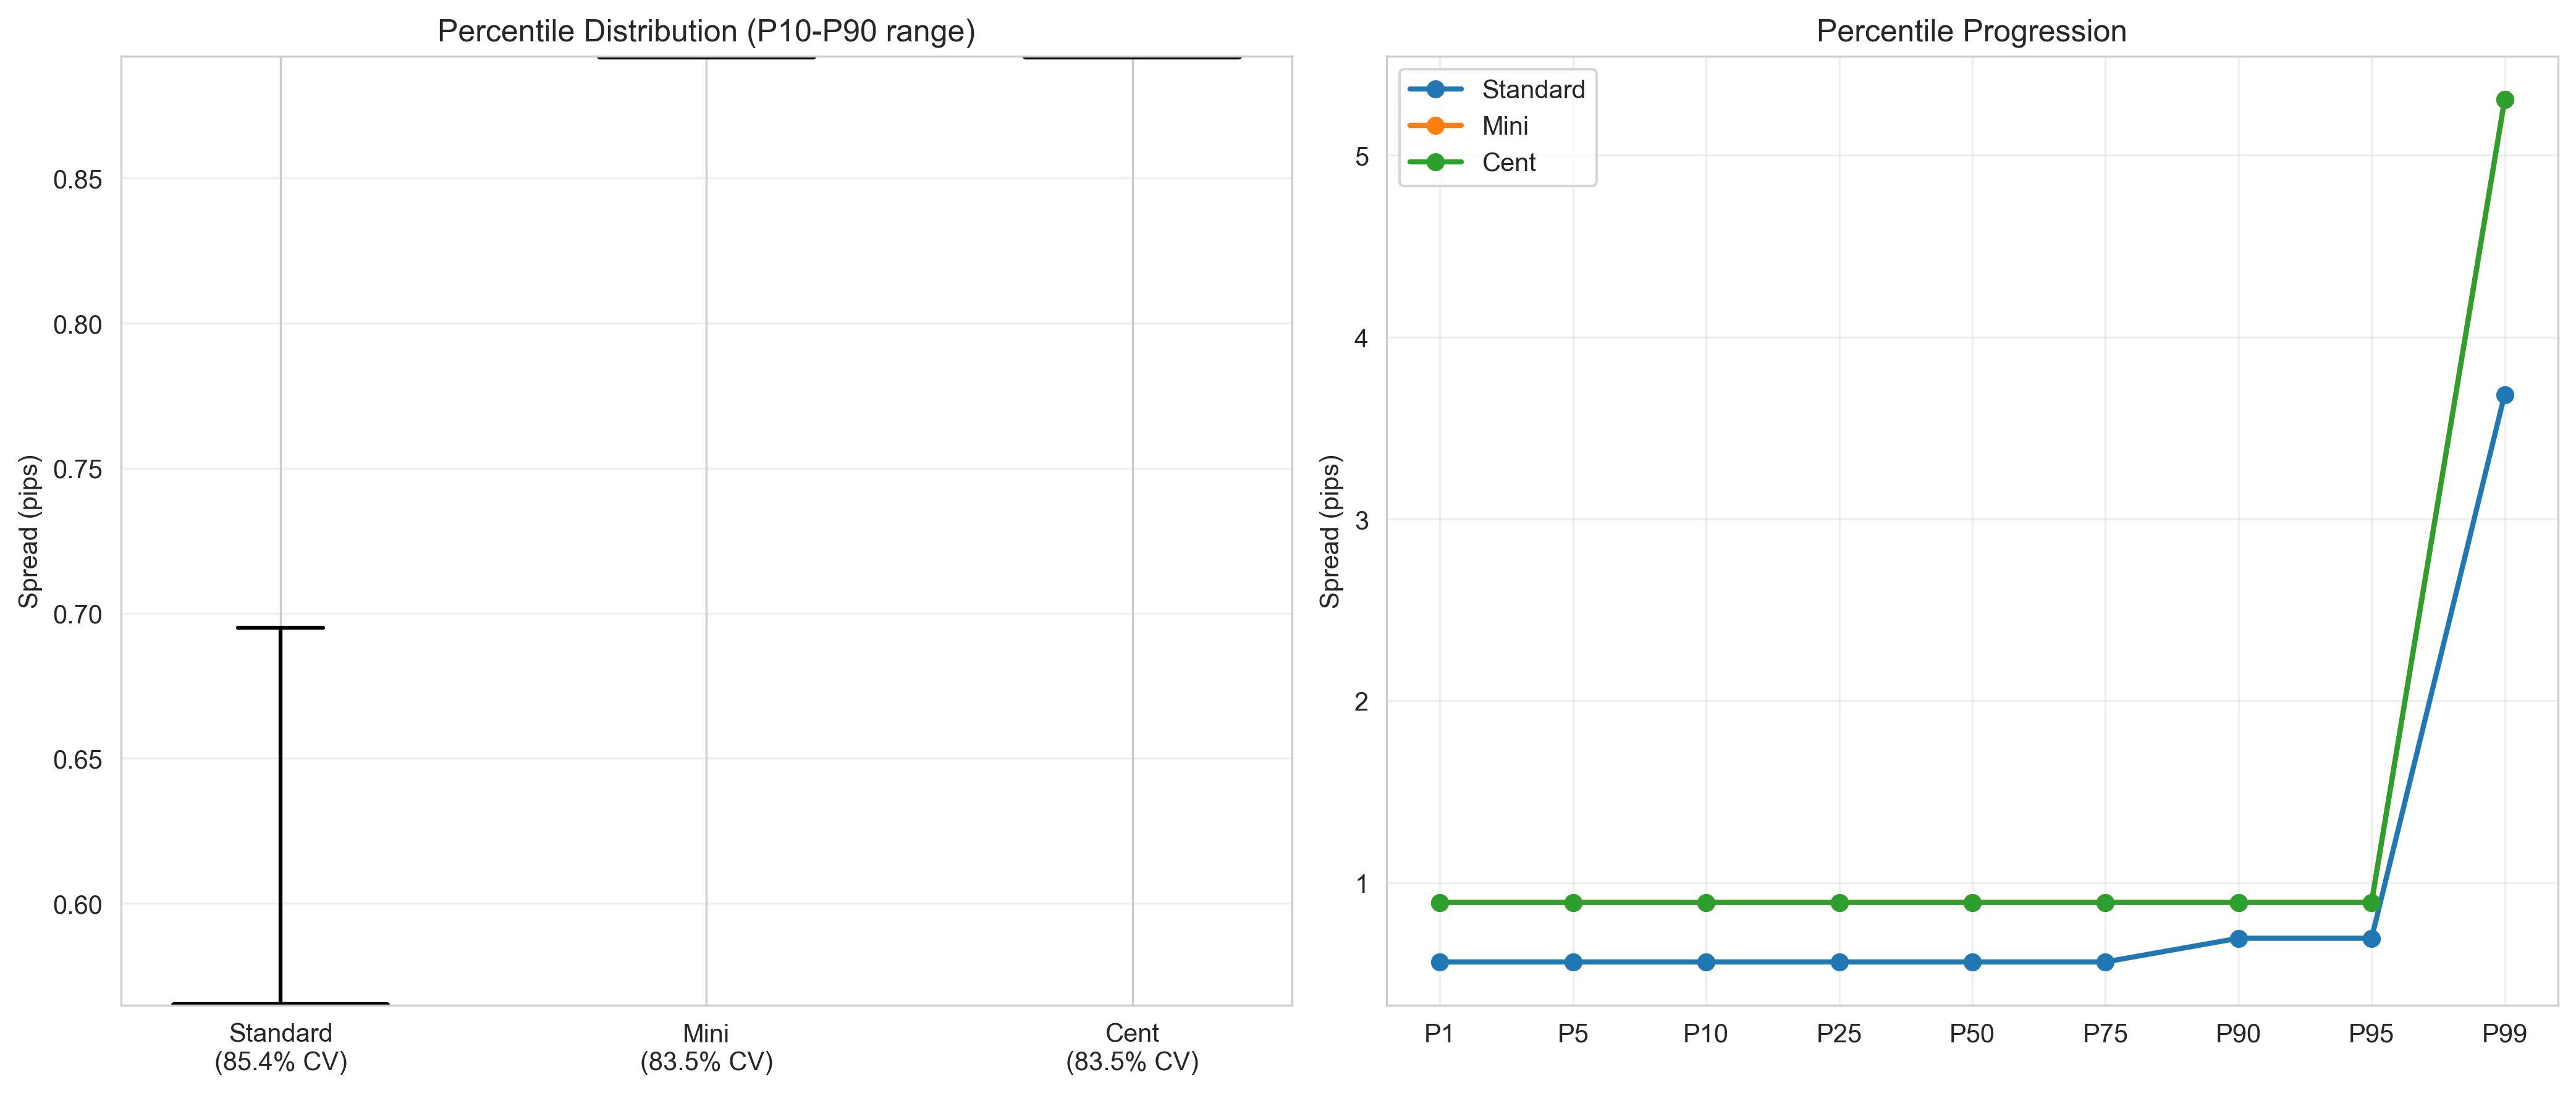 Percentile Distribution (P10-P90 range)
Spread (pips)
0.85
0.80
0.75
0.70
0.65
0.60
Standard
(85.4% CV)
Mini
(83.5% CV)
Cent
(83.5% CV)
Percentile Progression
Standard
Mini
Cent
Spread (pips)
5
4
3
2
1
P1
P5
P10
P25
P50
P75
P90
P95
P99